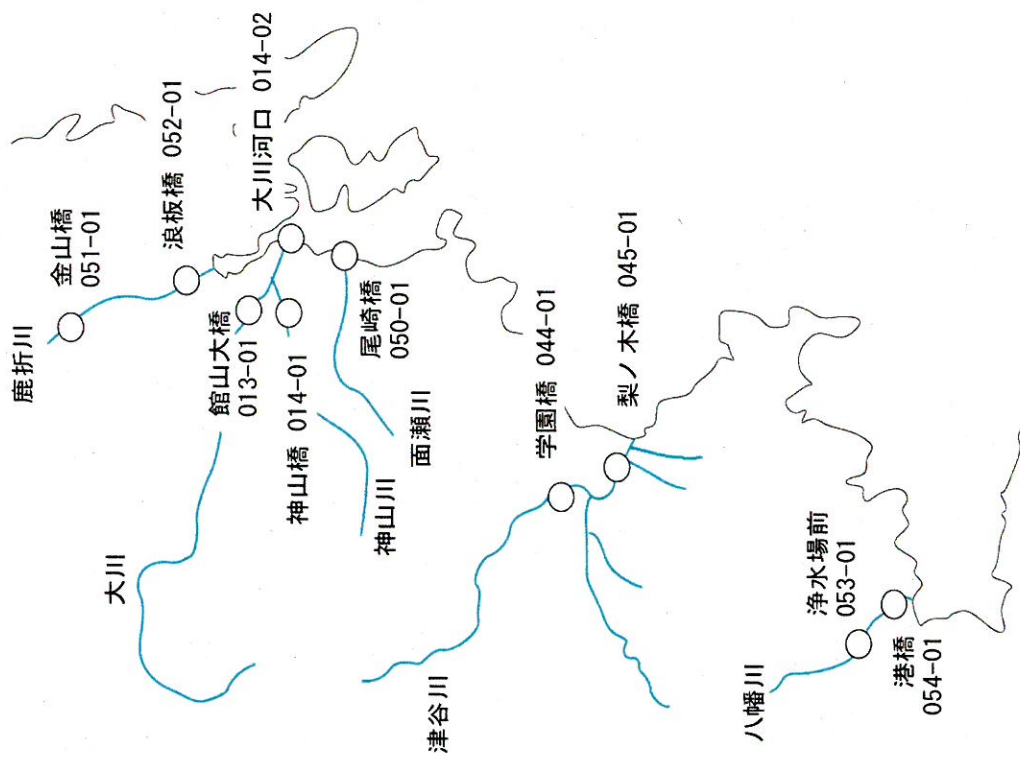 鹿折川
金山橋
051-01
浪板橋 052-01
大川河口 014-02
大川
館山大橋
013-01
神山橋 014-01
神山川
尾崎橋
050-01
面瀬川
津谷川
学園橋 044-01
梨ノ木橋 045-01
八幡川
浄水場前
053-01
港橋
054-01